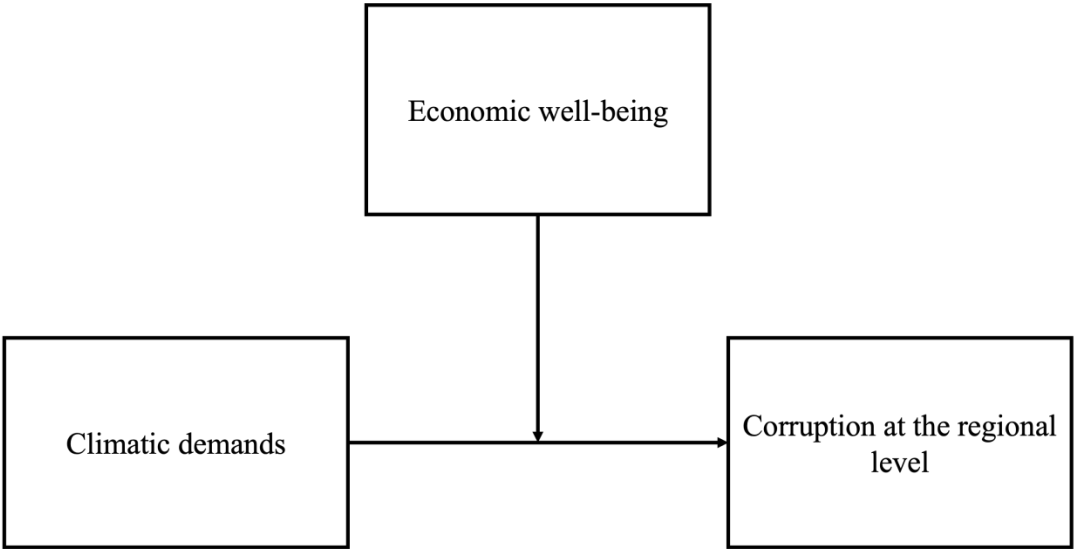 Economic well-being
Climatic demands
Corruption at the regional
level